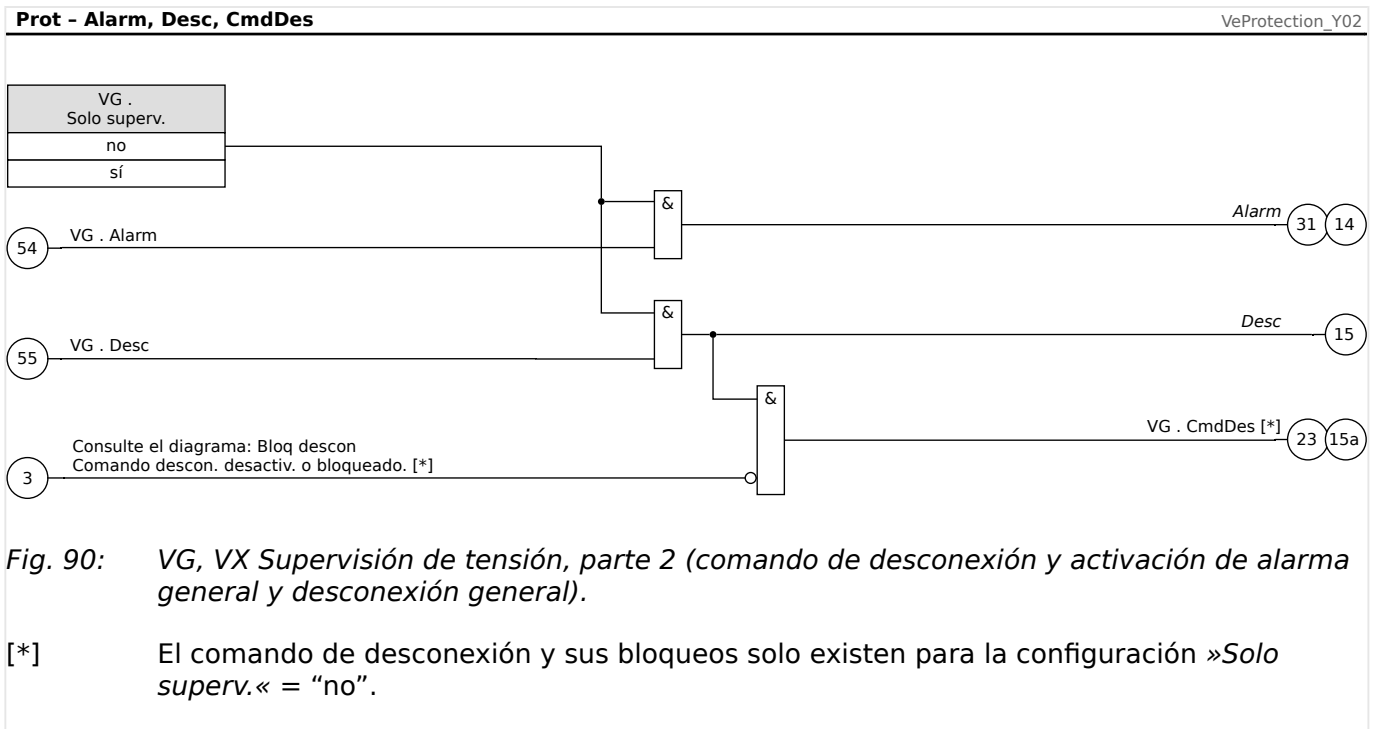 Prot – Alarm, Desc, CmdDes
VeProtection_Y02
VG .
Solo superv.
no
sí
&
Alarm
31
14
54
VG . Alarm
&
Desc
15
55
VG . Desc
&
VG . CmdDes [*]
23
15a
Consulte el diagrama: Bloq descon
Comando descon. desactiv. o bloqueado. [*]
3
Fig. 90: VG, VX Supervisión de tensión, parte 2 (comando de desconexión y activación de alarma
general y desconexión general).
[*] El comando de desconexión y sus bloqueos solo existen para la configuración »Solo
superv.« = “no”.